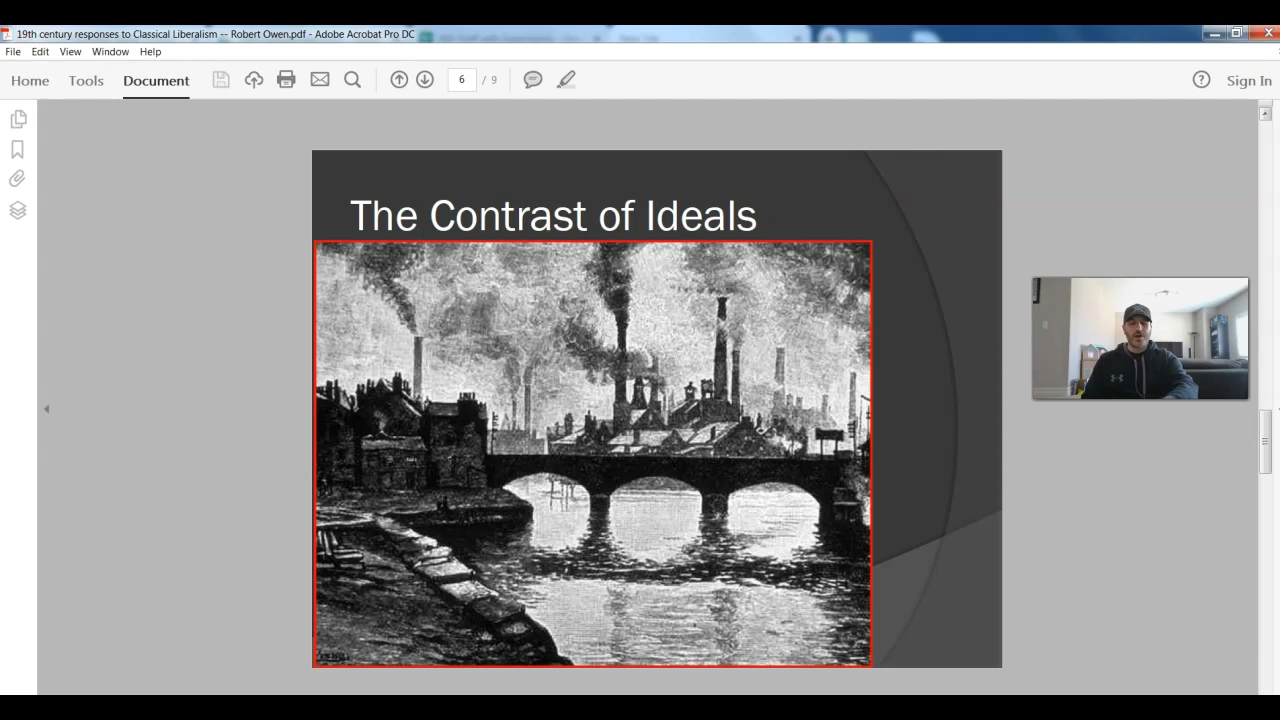 19th century responses to Classical Liberalism -- Robert Owen.pdf - Adobe Acrobat Pro DC
File Edit View Window Help
Home Tools Document 6 / 9 Sign In
The Contrast of Ideals